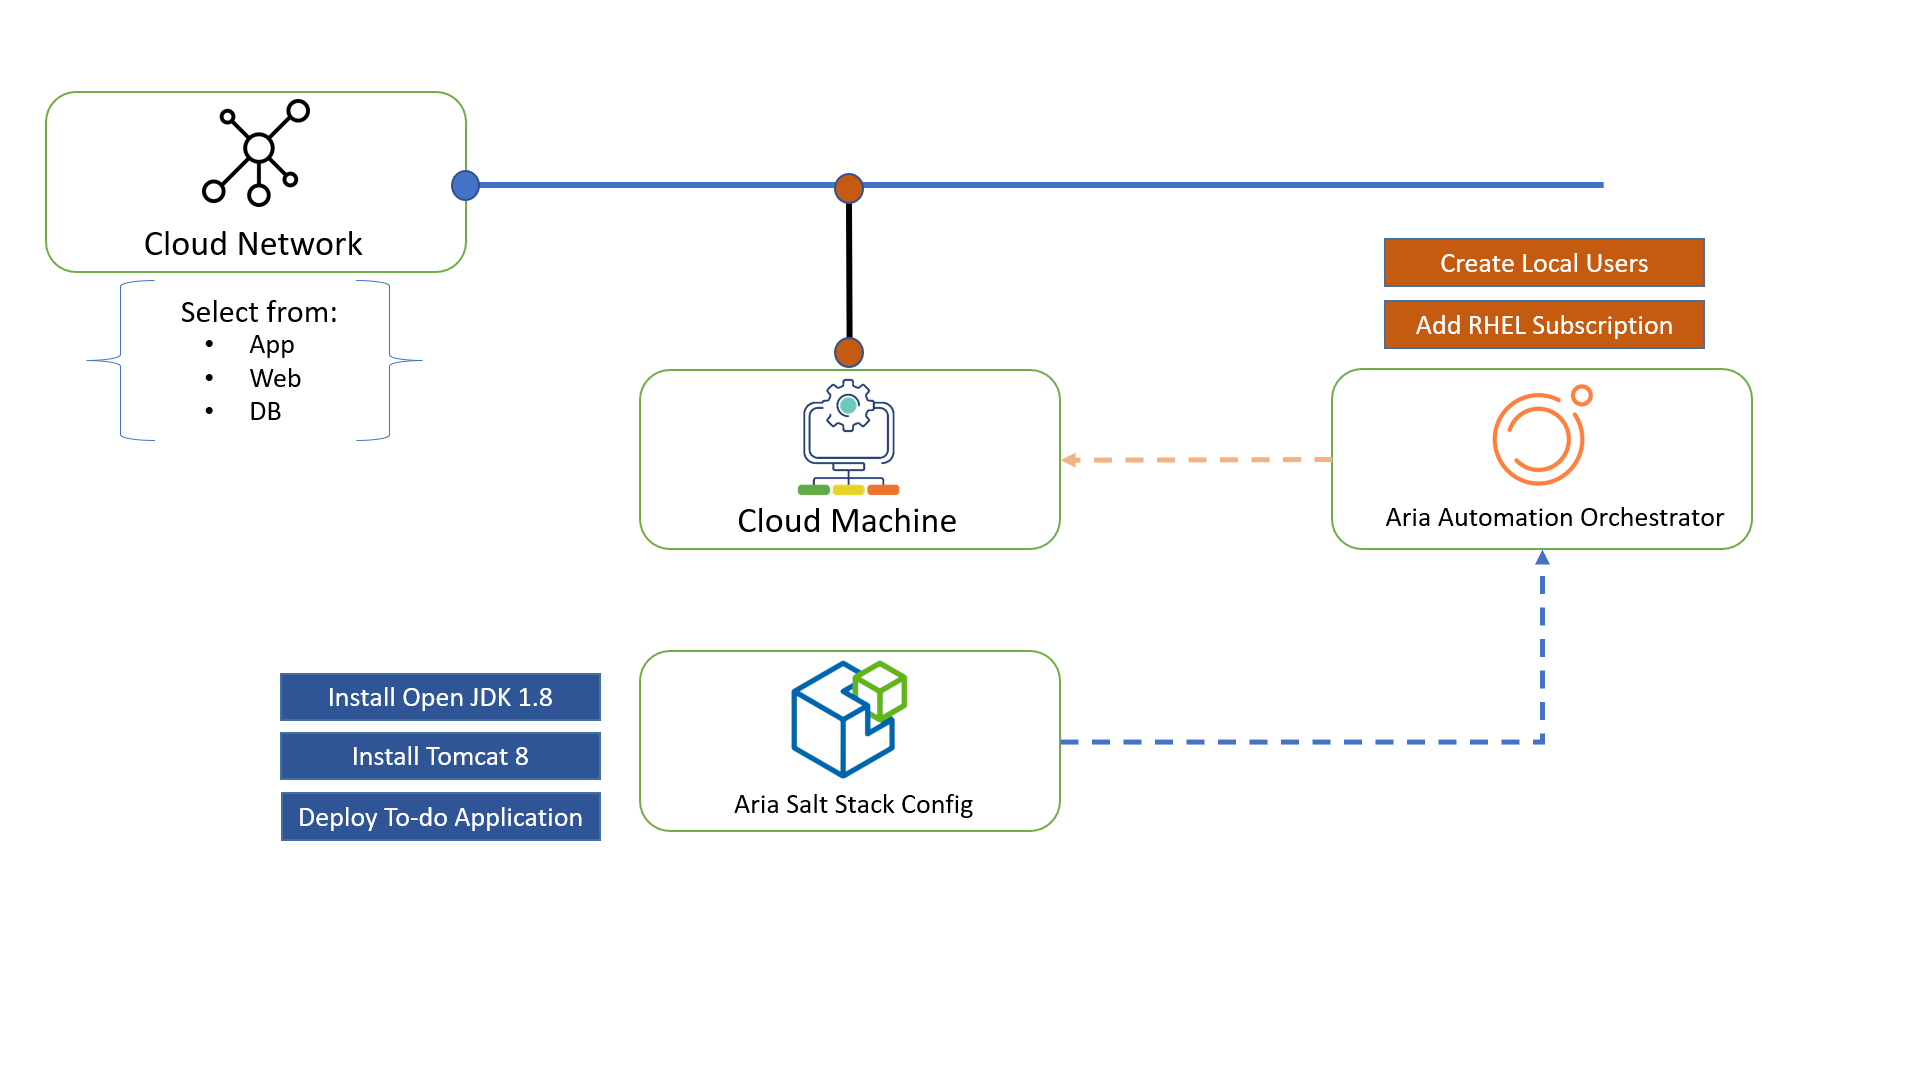 Cloud Network
Select from:
• App
• Web
• DB
Create Local Users
Add RHEL Subscription
Cloud Machine
Aria Automation Orchestrator
Install Open JDK 1.8
Install Tomcat 8
Deploy To-do Application
Aria Salt Stack Config